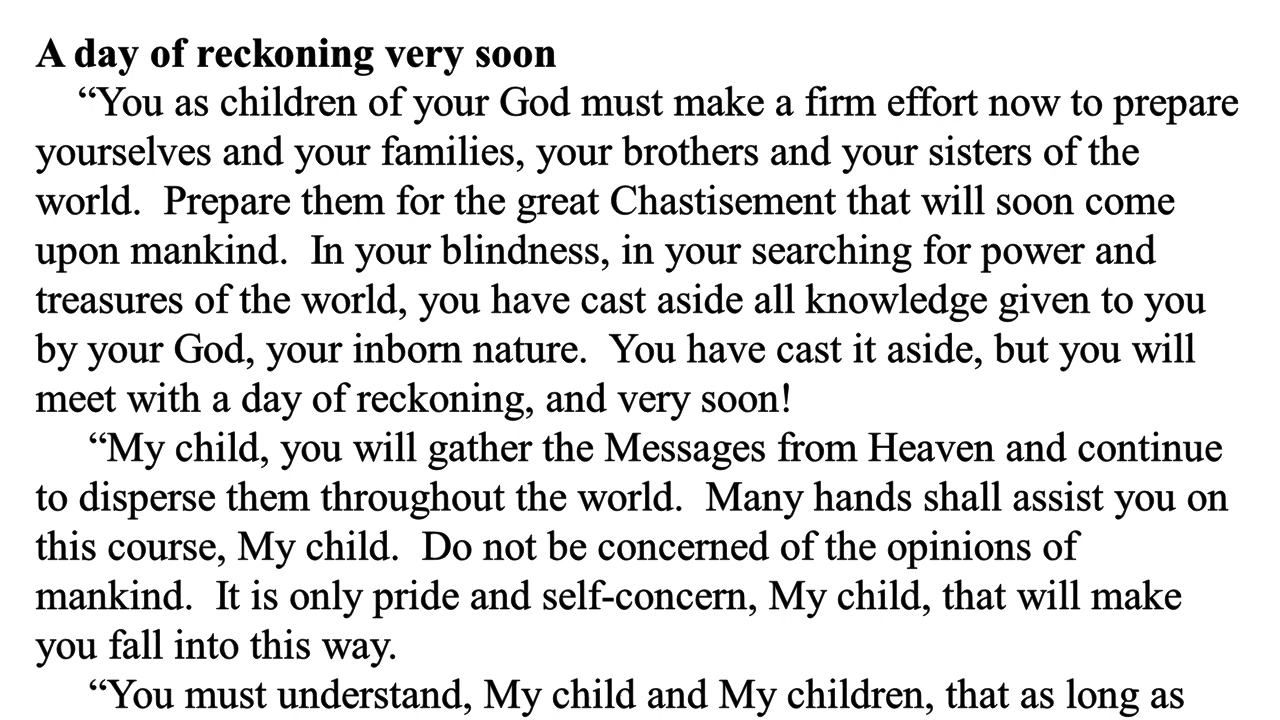 A day of reckoning very soon
“You as children of your God must make a firm effort now to prepare
yourselves and your families, your brothers and your sisters of the
world.  Prepare them for the great Chastisement that will soon come
upon mankind.  In your blindness, in your searching for power and
treasures of the world, you have cast aside all knowledge given to you
by your God, your inborn nature.  You have cast it aside, but you will
meet with a day of reckoning, and very soon!
“My child, you will gather the Messages from Heaven and continue
to disperse them throughout the world.  Many hands shall assist you on
this course, My child.  Do not be concerned of the opinions of
mankind.  It is only pride and self-concern, My child, that will make
you fall into this way.
“You must understand, My child and My children, that as long as